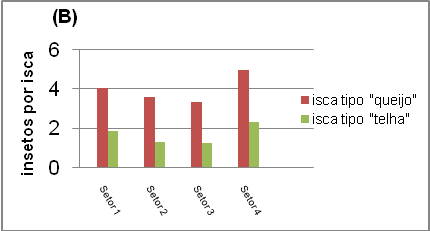 (B)
insetos por isca
6
4
2
0
Setor 1
Setor 2
Setor 3
Setor 4
isca tipo "queijo"
isca tipo "telha"